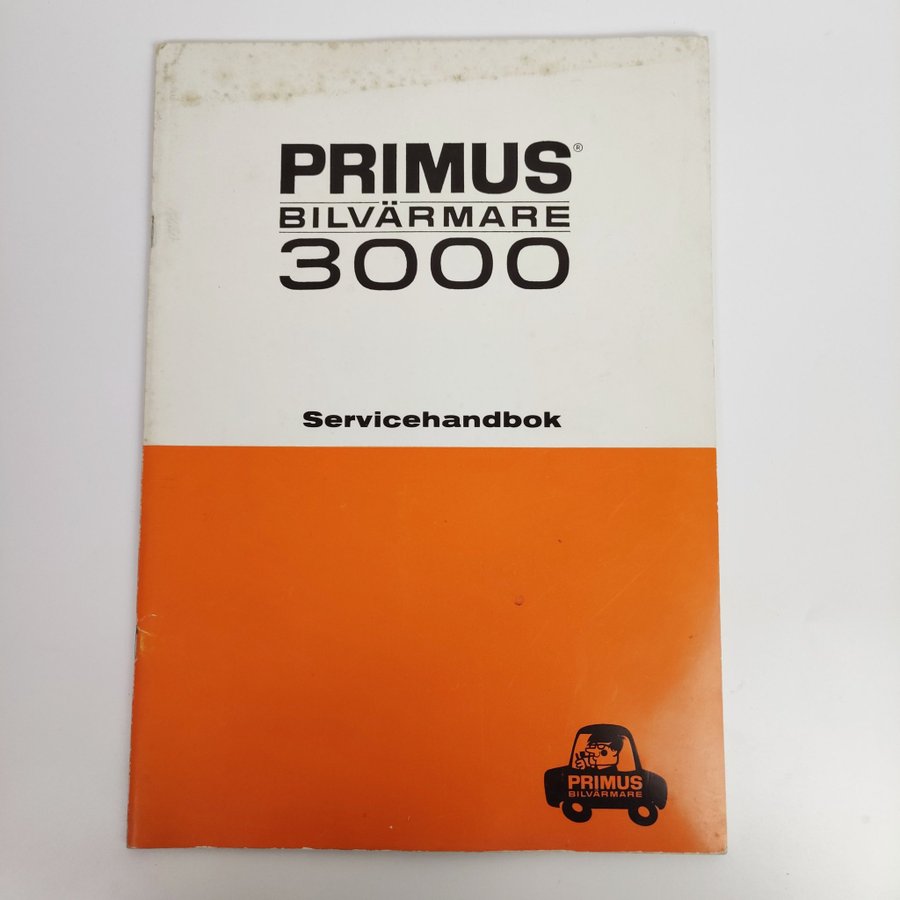 PRIMUS®
BILVÄRMARE
3000
Servicehandbok
PRIMUS
BILVÄRMARE